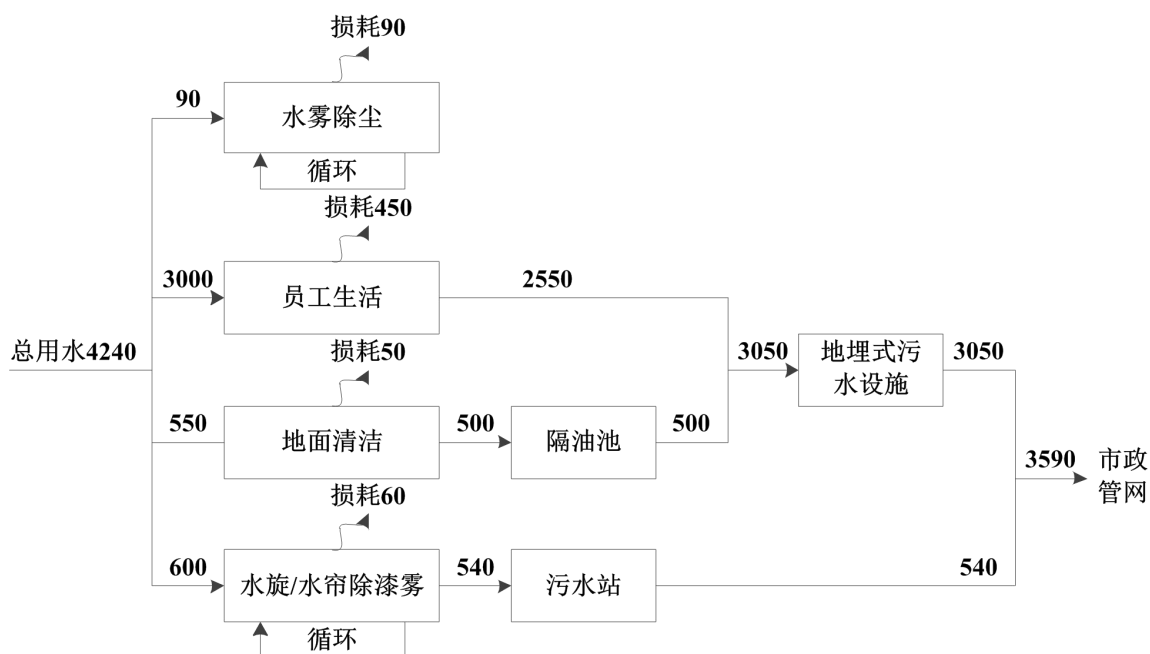 损耗90
90
水雾除尘
循环
损耗450
3000
员工生活
2550
总用水4240
损耗50
3050
地埋式污
水设施
3050
550
地面清洁
500
隔油池
500
3590
市政
管网
损耗60
600
水旋/水帘除漆雾
540
污水站
540
循环